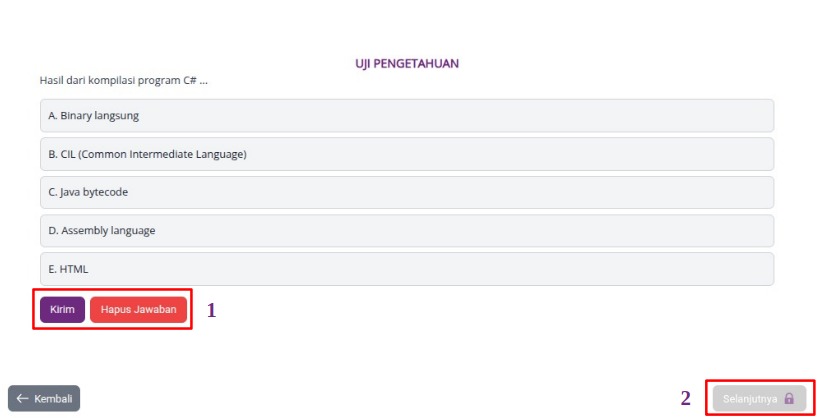 UJI PENGETAHUAN
Hasil dari kompilasi program C# ...
A. Binary langsung
B. CIL (Common Intermediate Language)
C. Java bytecode
D. Assembly language
E. HTML
Kirim Hapus Jawaban 1
← Kembali 2 Selanjutnya